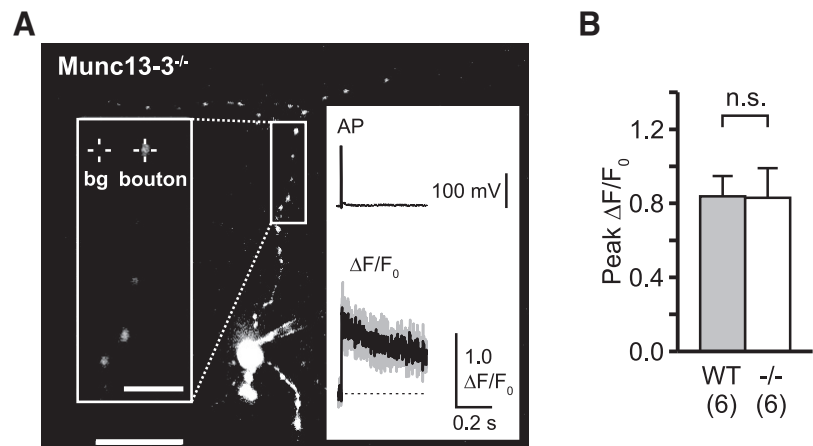 A
Munc13-3-/-
bg bouton
AP
100 mV
ΔF/F0
1.0
ΔF/F0
0.2 s
B
n.s.
1.2
0.8
0.4
0.0
Peak ΔF/F0
WT -/-
(6) (6)